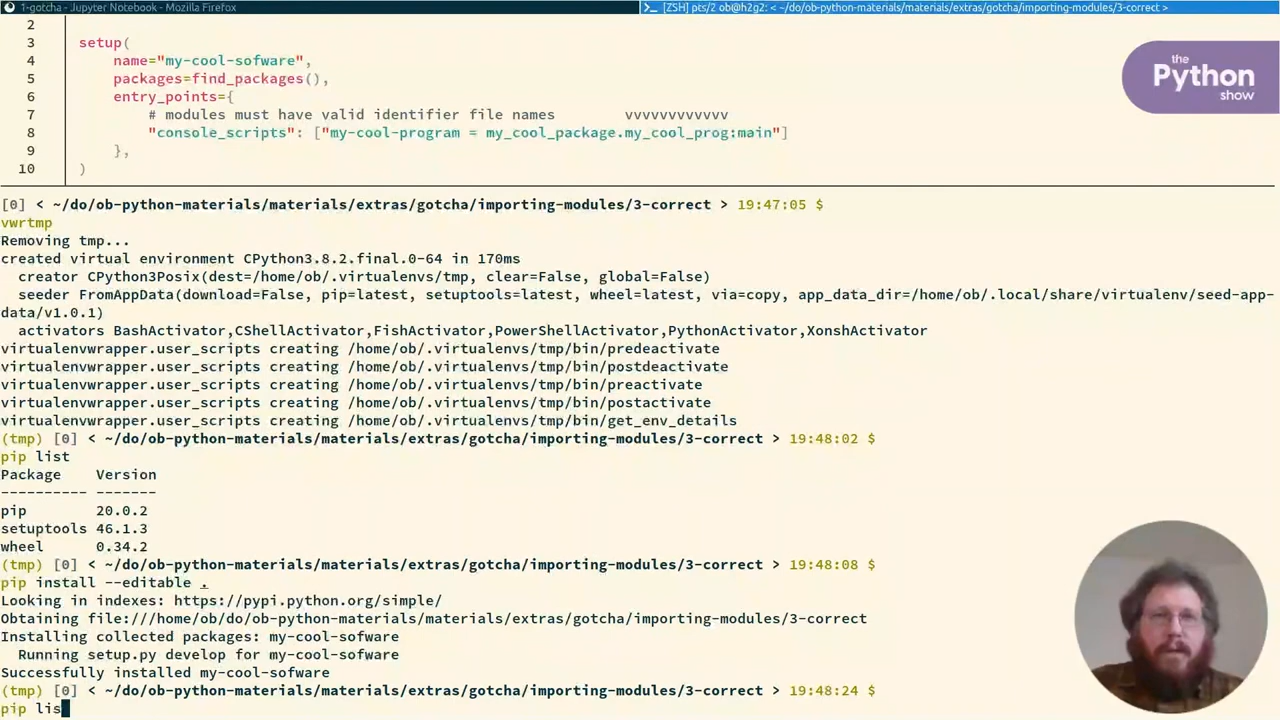 1-gotcha - Jupyter Notebook - Mozilla Firefox
[ZSH] pts/2 ob@h2g2: < ~/do/ob-python-materials/materials/extras/gotcha/importing-modules/3-correct >
the
Python
show
2
3 setup(
4 name="my-cool-sofware",
5 packages=find_packages(),
6 entry_points={
7 # modules must have valid identifier file names vvvvvvvvvvvv
8 "console_scripts": ["my-cool-program = my_cool_package.my_cool_prog:main"]
9 },
10 )
[0] < ~/do/ob-python-materials/materials/extras/gotcha/importing-modules/3-correct > 19:47:05 $
vwrtmp
Removing tmp...
created virtual environment CPython3.8.2.final.0-64 in 170ms
creator CPython3Posix(dest=/home/ob/.virtualenvs/tmp, clear=False, global=False)
seeder FromAppData(download=False, pip=latest, setuptools=latest, wheel=latest, via=copy, app_data_dir=/home/ob/.local/share/virtualenv/seed-app-
data/v1.0.1)
activators BashActivator,CShellActivator,FishActivator,PowerShellActivator,PythonActivator,XonshActivator
virtualenvwrapper.user_scripts creating /home/ob/.virtualenvs/tmp/bin/predeactivate
virtualenvwrapper.user_scripts creating /home/ob/.virtualenvs/tmp/bin/postdeactivate
virtualenvwrapper.user_scripts creating /home/ob/.virtualenvs/tmp/bin/preactivate
virtualenvwrapper.user_scripts creating /home/ob/.virtualenvs/tmp/bin/postactivate
virtualenvwrapper.user_scripts creating /home/ob/.virtualenvs/tmp/bin/get_env_details
(tmp) [0] < ~/do/ob-python-materials/materials/extras/gotcha/importing-modules/3-correct > 19:48:02 $
pip list
Package Version
---------- -------
pip 20.0.2
setuptools 46.1.3
wheel 0.34.2
(tmp) [0] < ~/do/ob-python-materials/materials/extras/gotcha/importing-modules/3-correct > 19:48:08 $
pip install --editable .
Looking in indexes: https://pypi.python.org/simple/
Obtaining file:///home/ob/do/ob-python-materials/materials/extras/gotcha/importing-modules/3-correct
Installing collected packages: my-cool-sofware
Running setup.py develop for my-cool-sofware
Successfully installed my-cool-sofware
(tmp) [0] < ~/do/ob-python-materials/materials/extras/gotcha/importing-modules/3-correct > 19:48:24 $
pip lis